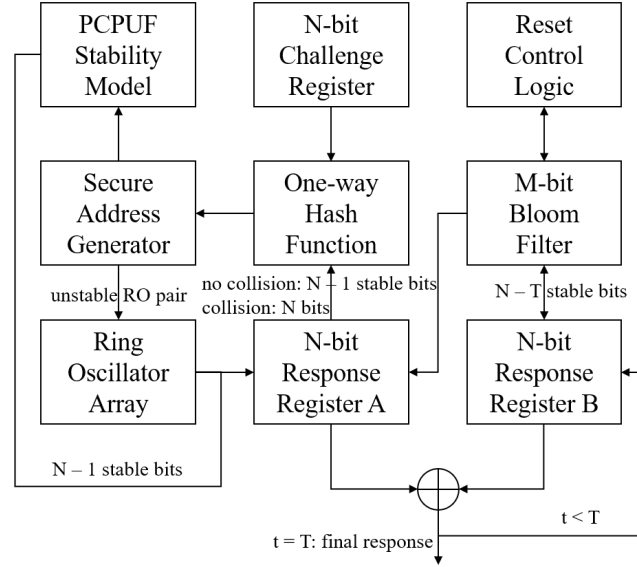 PCPUF
Stability
Model
N-bit
Challenge
Register
Reset
Control
Logic
Secure
Address
Generator
One-way
Hash
Function
M-bit
Bloom
Filter
unstable RO pair
no collision: N – 1 stable bits
collision: N bits
N – T stable bits
Ring
Oscillator
Array
N-bit
Response
Register A
N-bit
Response
Register B
N – 1 stable bits
t < T
t = T: final response